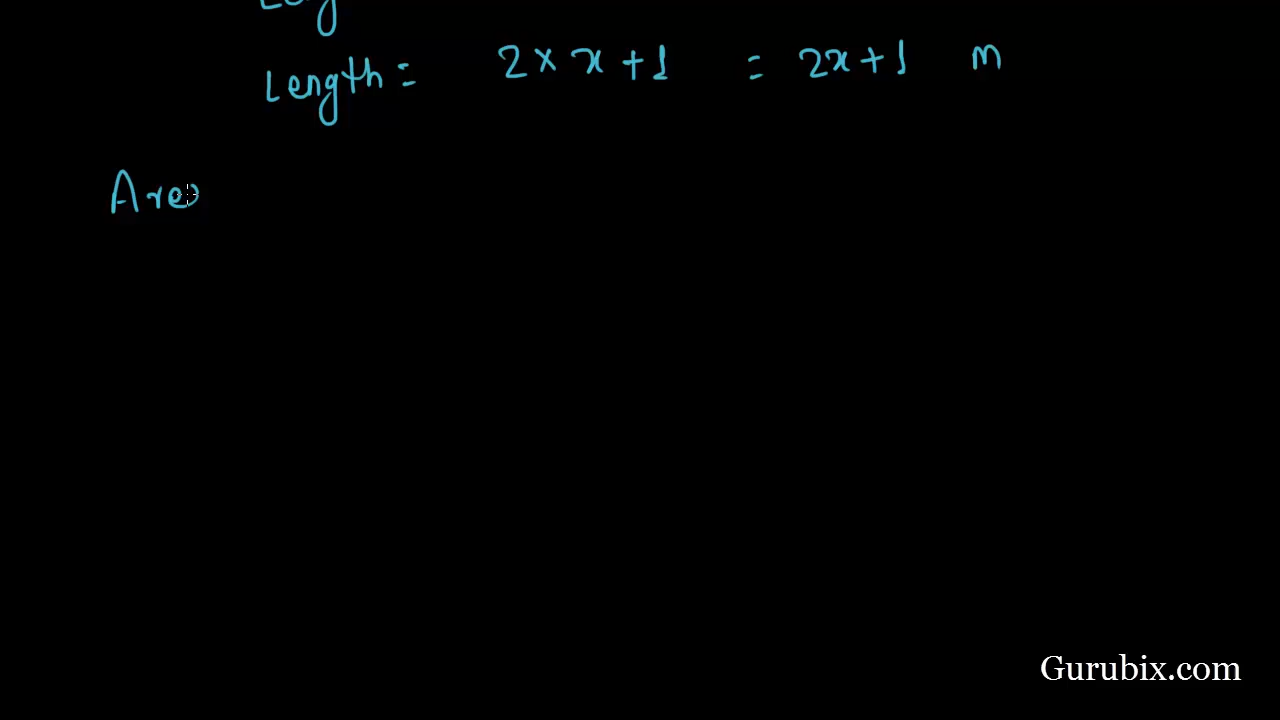 Length = 2 × x + 1 = 2x + 1 m
Gurubix.com